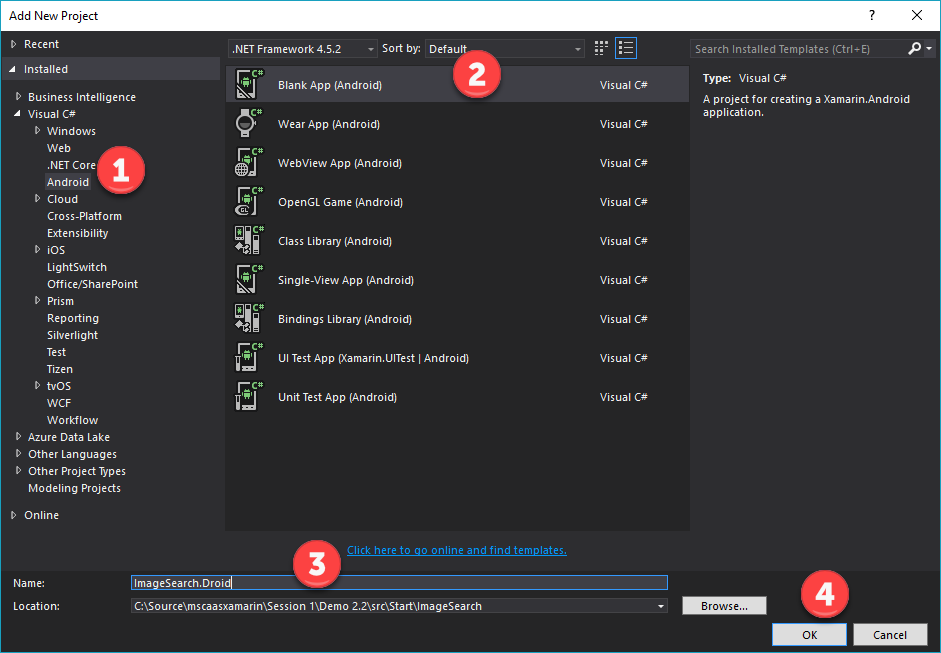 Add New Project
?
Recent
.NET Framework 4.5.2 Sort by: Default
Search Installed Templates (Ctrl+E)
Installed
Business Intelligence
Visual C#
Windows
Web
.NET Core
Android
Cloud
Cross-Platform
Extensibility
iOS
LightSwitch
Office/SharePoint
Prism
Reporting
Silverlight
Test
Tizen
tvOS
WCF
Workflow
Azure Data Lake
Other Languages
Other Project Types
Modeling Projects
Online
1
2
C# Blank App (Android) Visual C#
C# Wear App (Android) Visual C#
C# WebView App (Android) Visual C#
C# GL OpenGL Game (Android) Visual C#
C# Class Library (Android) Visual C#
C# Single-View App (Android) Visual C#
C# Bindings Library (Android) Visual C#
C# UI Test App (Xamarin.UITest | Android) Visual C#
C# Unit Test App (Android) Visual C#
Type: Visual C#
A project for creating a Xamarin.Android
application.
Click here to go online and find templates.
3
Name: ImageSearch.Droid
Location: C:\Source\mscaasxamarin\Session 1\Demo 2.2\src\Start\ImageSearch
Browse...
4
OK Cancel